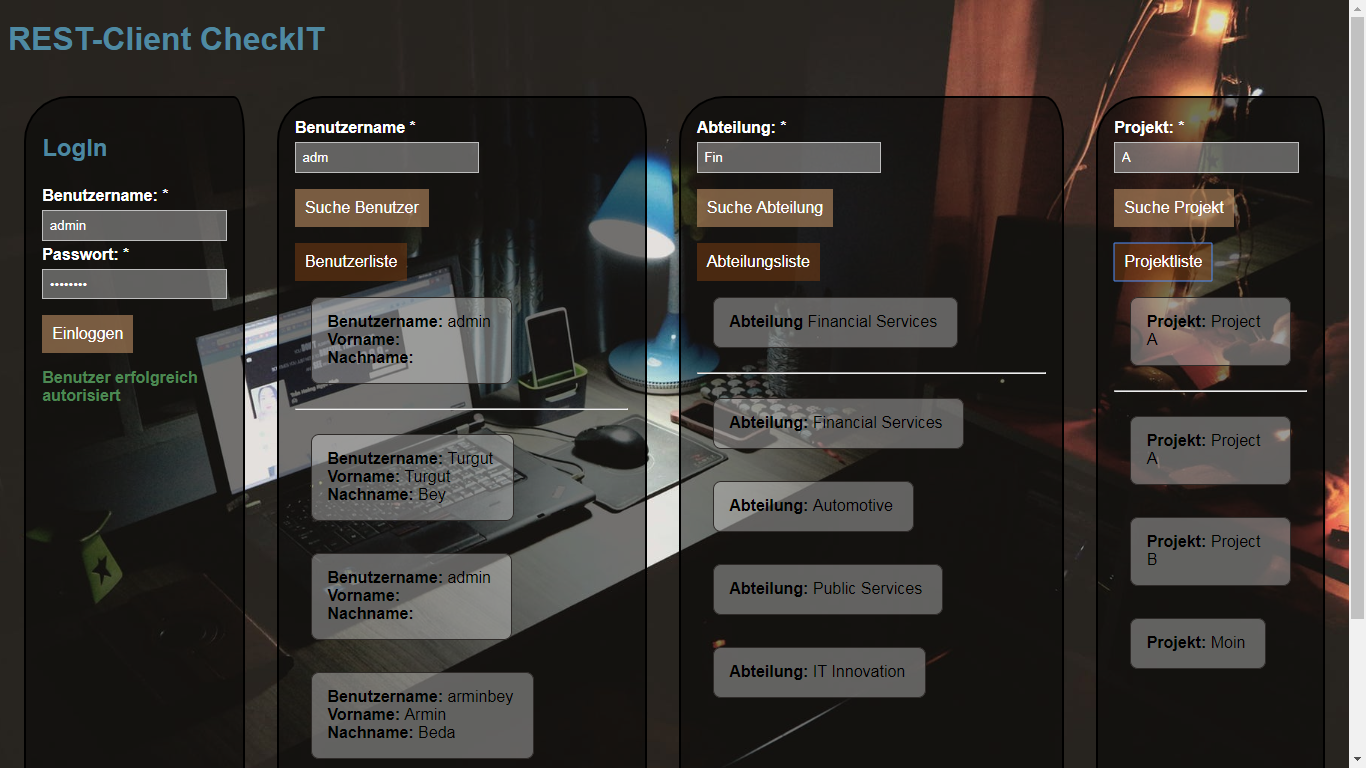 REST-Client CheckIT
LogIn
Benutzername: *
admin
Passwort: *
••••••••
Einloggen
Benutzer erfolgreich
autorisiert
Benutzername *
adm
Suche Benutzer
Benutzerliste
Benutzername: admin
Vorname:
Nachname:
Benutzername: Turgut
Vorname: Turgut
Nachname: Bey
Benutzername: admin
Vorname:
Nachname:
Benutzername: arminbey
Vorname: Armin
Nachname: Beda
Abteilung: *
Fin
Suche Abteilung
Abteilungsliste
Abteilung Financial Services
Abteilung: Financial Services
Abteilung: Automotive
Abteilung: Public Services
Abteilung: IT Innovation
Projekt: *
A
Suche Projekt
Projektliste
Projekt: Project
A
Projekt: Project
A
Projekt: Project
B
Projekt: Moin